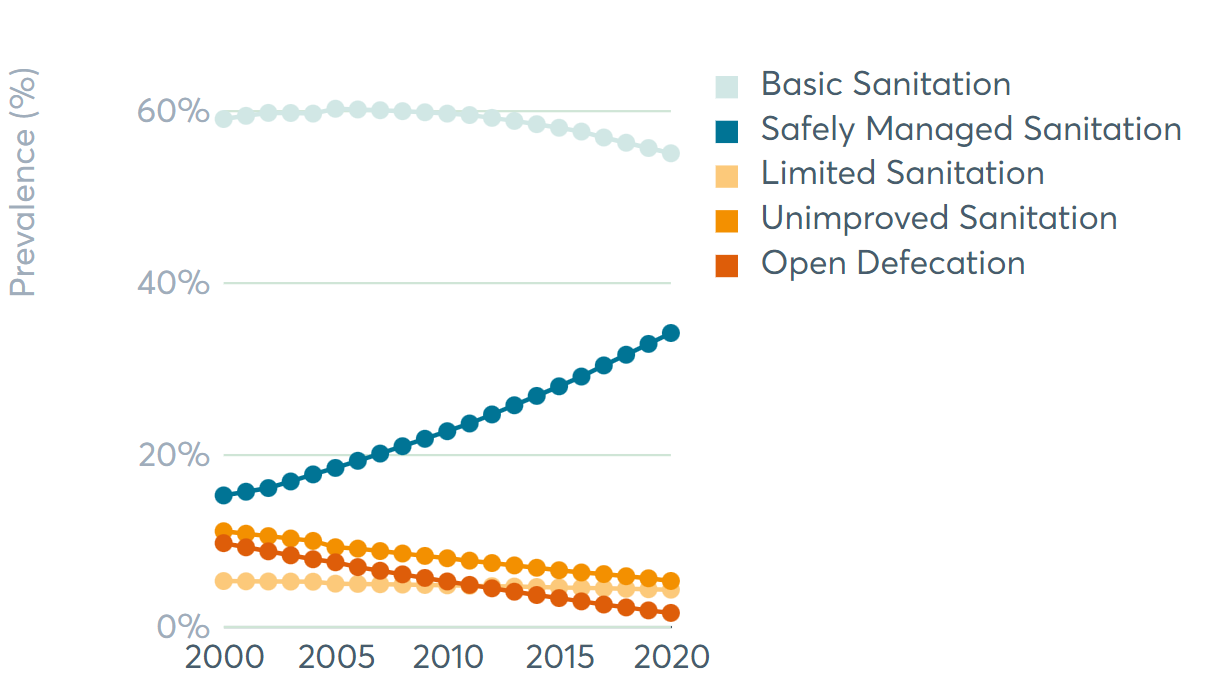 Prevalence (%)
60%
40%
20%
0%
2000 2005 2010 2015 2020
Basic Sanitation
Safely Managed Sanitation
Limited Sanitation
Unimproved Sanitation
Open Defecation